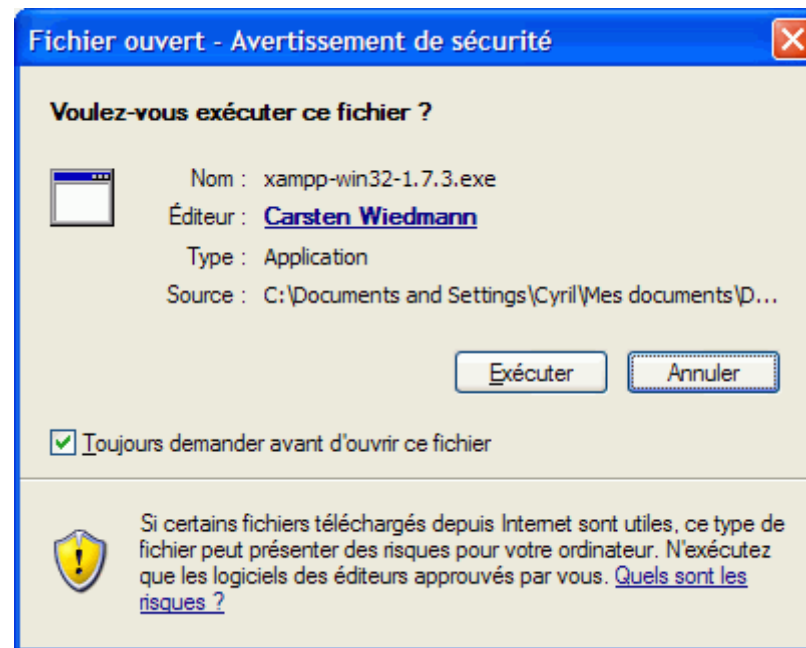 Fichier ouvert - Avertissement de sécurité
Voulez-vous exécuter ce fichier ?
Nom : xampp-win32-1.7.3.exe
Éditeur : Carsten Wiedmann
Type : Application
Source : C:\Documents and Settings\Cyril\Mes documents\D...
Exécuter Annuler
Toujours demander avant d'ouvrir ce fichier
Si certains fichiers téléchargés depuis Internet sont utiles, ce type de
fichier peut présenter des risques pour votre ordinateur. N'exécutez
que les logiciels des éditeurs approuvés par vous. Quels sont les
risques ?